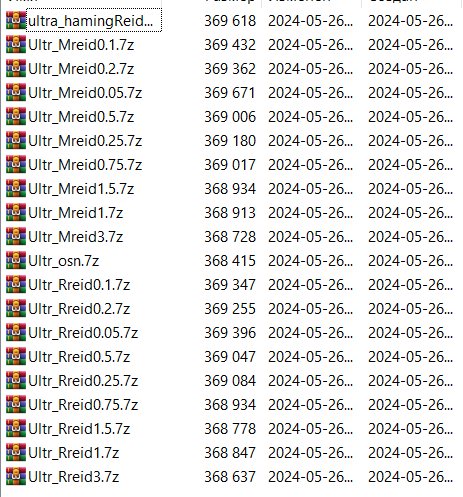 ultra_hamingReid... 369 618 2024-05-26... 2024-05-26...
Ultr_Mreid0.1.7z 369 432 2024-05-26... 2024-05-26...
Ultr_Mreid0.2.7z 369 362 2024-05-26... 2024-05-26...
Ultr_Mreid0.05.7z 369 671 2024-05-26... 2024-05-26...
Ultr_Mreid0.5.7z 369 006 2024-05-26... 2024-05-26...
Ultr_Mreid0.25.7z 369 180 2024-05-26... 2024-05-26...
Ultr_Mreid0.75.7z 369 017 2024-05-26... 2024-05-26...
Ultr_Mreid1.5.7z 368 934 2024-05-26... 2024-05-26...
Ultr_Mreid1.7z 368 913 2024-05-26... 2024-05-26...
Ultr_Mreid3.7z 368 728 2024-05-26... 2024-05-26...
Ultr_osn.7z 368 415 2024-05-26... 2024-05-26...
Ultr_Rreid0.1.7z 369 347 2024-05-26... 2024-05-26...
Ultr_Rreid0.2.7z 369 255 2024-05-26... 2024-05-26...
Ultr_Rreid0.05.7z 369 396 2024-05-26... 2024-05-26...
Ultr_Rreid0.5.7z 369 047 2024-05-26... 2024-05-26...
Ultr_Rreid0.25.7z 369 084 2024-05-26... 2024-05-26...
Ultr_Rreid0.75.7z 368 934 2024-05-26... 2024-05-26...
Ultr_Rreid1.5.7z 368 778 2024-05-26... 2024-05-26...
Ultr_Rreid1.7z 368 847 2024-05-26... 2024-05-26...
Ultr_Rreid3.7z 368 637 2024-05-26... 2024-05-26...